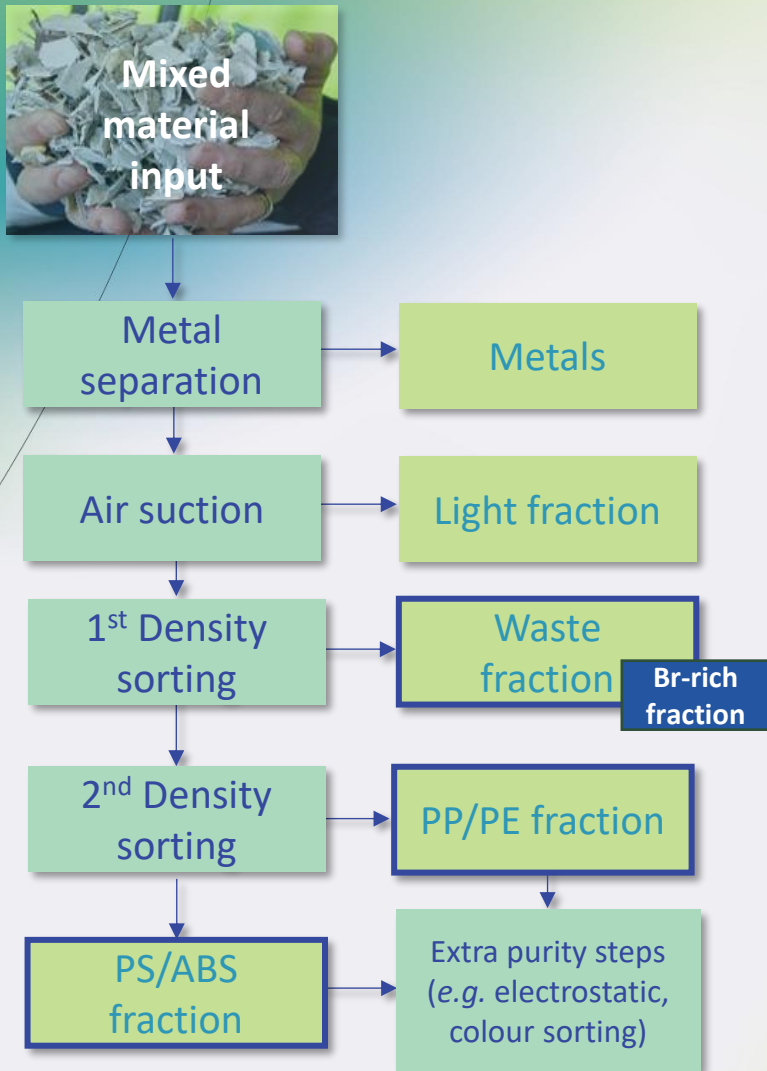 Mixed
material
input
Metal
separation
Metals
Air suction
Light fraction
1st Density
sorting
Waste
fraction
Br-rich
fraction
2nd Density
sorting
PP/PE fraction
PS/ABS
fraction
Extra purity steps
(e.g. electrostatic,
colour sorting)